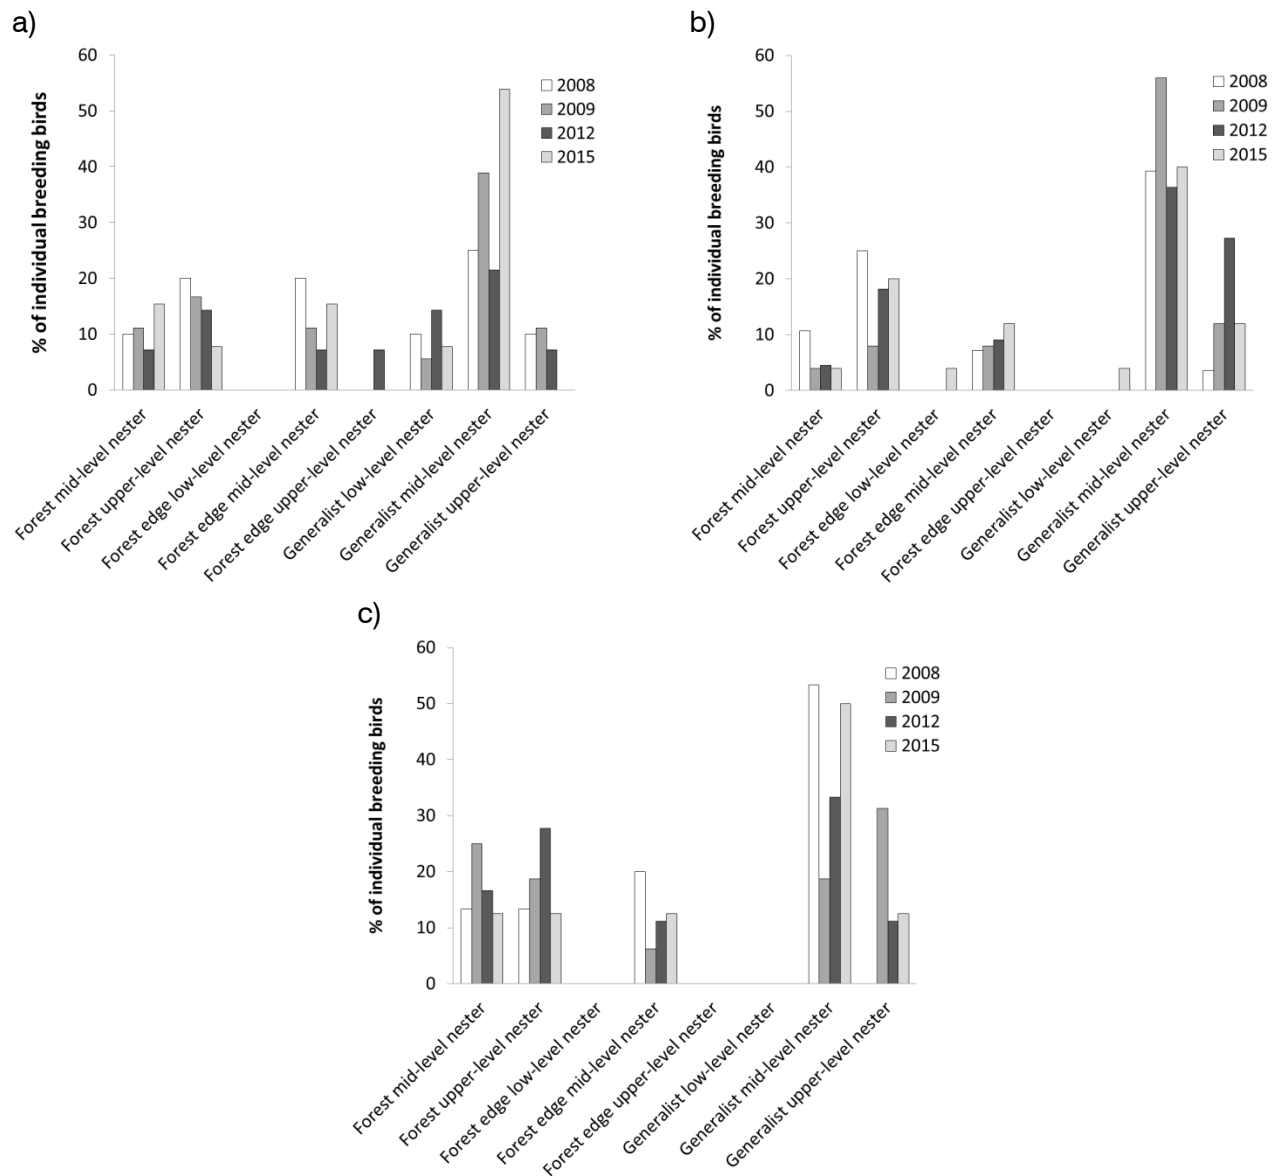 a)
60
50
40
30
20
10
0
% of individual breeding birds
2008
2009
2012
2015
Forest mid-level nester
Forest upper-level nester
Forest edge low-level nester
Forest edge mid-level nester
Forest edge upper-level nester
Generalist low-level nester
Generalist mid-level nester
Generalist upper-level nester
b)
60
50
40
30
20
10
0
% of individual breeding birds
2008
2009
2012
2015
Forest mid-level nester
Forest upper-level nester
Forest edge low-level nester
Forest edge mid-level nester
Forest edge upper-level nester
Generalist low-level nester
Generalist mid-level nester
Generalist upper-level nester
c)
60
50
40
30
20
10
0
% of individual breeding birds
2008
2009
2012
2015
Forest mid-level nester
Forest upper-level nester
Forest edge low-level nester
Forest edge mid-level nester
Forest edge upper-level nester
Generalist low-level nester
Generalist mid-level nester
Generalist upper-level nester